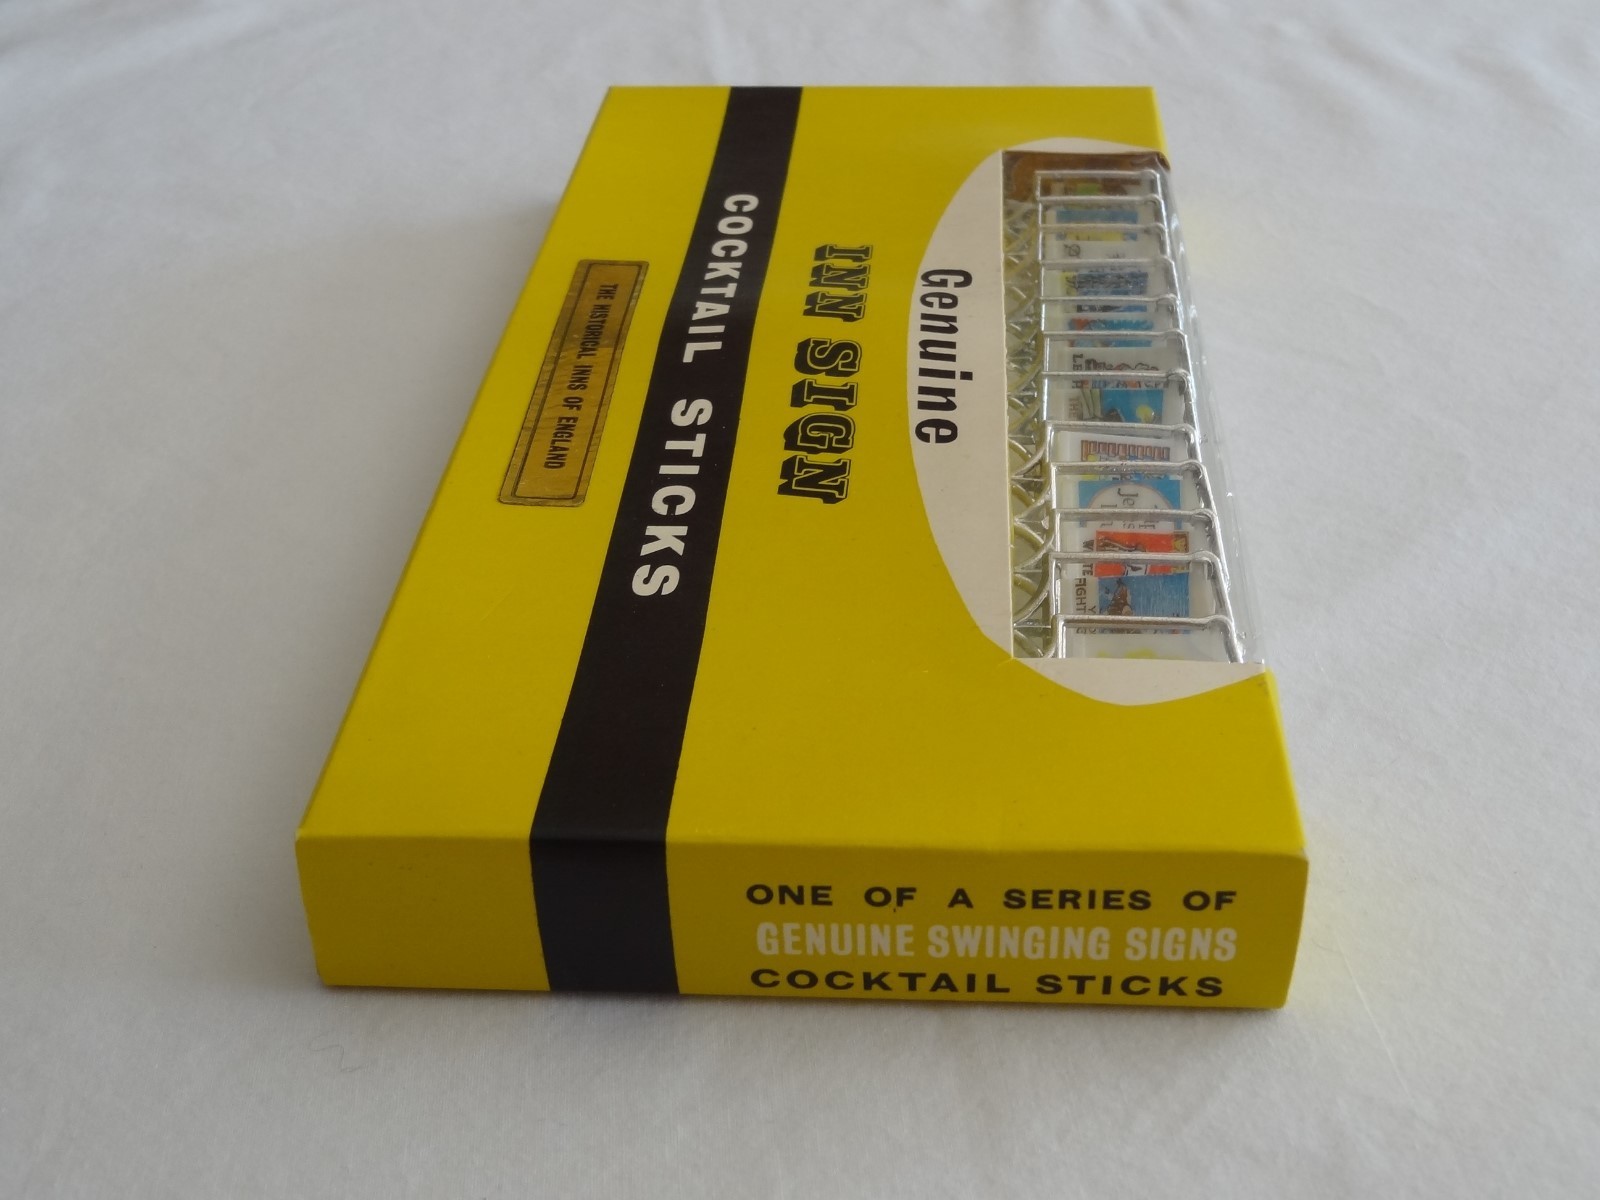 Genuine
INN SIGN
COCKTAIL STICKS
THE HISTORICAL INNS OF ENGLAND
ONE OF A SERIES OF
GENUINE SWINGING SIGNS
COCKTAIL STICKS